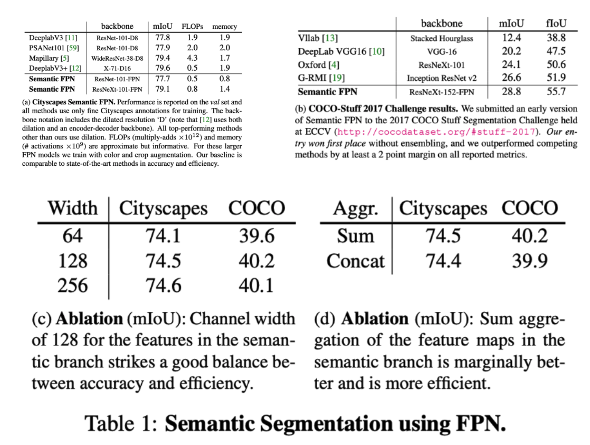 backbone mIoU FLOPs memory
DeeplabV3 [11] ResNet-101-D8 77.8 1.9 1.9
PSANet101 [59] ResNet-101-D8 77.9 2.0 2.0
Mapillary [5] WideResNet-38-D8 79.4 4.3 1.7
DeeplabV3+ [12] X-71-D16 79.6 0.5 1.9
Semantic FPN ResNet-101-FPN 77.7 0.5 0.8
Semantic FPN ResNeXt-101-FPN 79.1 0.8 1.4
(a) Cityscapes Semantic FPN. Performance is reported on the val set and
all methods use only fine Cityscapes annotations for training. The back-
bone notation includes the dilated resolution ‘D’ (note that [12] uses both
dilation and an encoder-decoder backbone). All top-performing methods
other than ours use dilation. FLOPs (multiply-adds ×10¹²) and memory
(# activations ×10⁹) are approximate but informative. For these larger
FPN models we train with color and crop augmentation. Our baseline is
comparable to state-of-the-art methods in accuracy and efficiency.
backbone mIoU fIoU
Vllab [13] Stacked Hourglass 12.4 38.8
DeepLab VGG16 [10] VGG-16 20.2 47.5
Oxford [4] ResNeXt-101 24.1 50.6
G-RMI [19] Inception ResNet v2 26.6 51.9
Semantic FPN ResNeXt-152-FPN 28.8 55.7
(b) COCO-Stuff 2017 Challenge results. We submitted an early version
of Semantic FPN to the 2017 COCO Stuff Segmentation Challenge held
at ECCV (http://cocodataset.org/#stuff-2017). Our en-
try won first place without ensembling, and we outperformed competing
methods by at least a 2 point margin on all reported metrics.
Width Cityscapes COCO
64 74.1 39.6
128 74.5 40.2
256 74.6 40.1
(c) Ablation (mIoU): Channel width
of 128 for the features in the seman-
tic branch strikes a good balance be-
tween accuracy and efficiency.
Aggr. Cityscapes COCO
Sum 74.5 40.2
Concat 74.4 39.9
(d) Ablation (mIoU): Sum aggre-
gation of the feature maps in the
semantic branch is marginally bet-
ter and is more efficient.
Table 1: Semantic Segmentation using FPN.